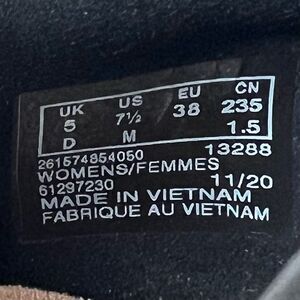 UK US EU CN
5 7½ 38 235
D M 1.5
261574854050 13288
WOMENS/FEMMES
61297230 11/20
MADE IN VIETNAM
FABRIQUE AU VIETNAM